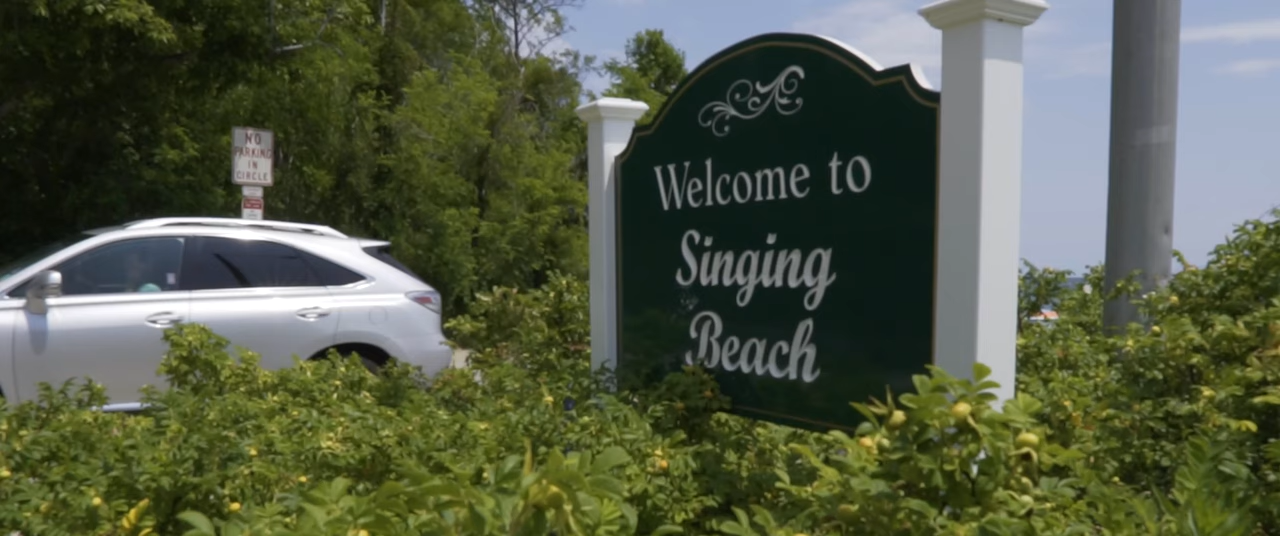 NO
PARKING
IN
CIRCLE
Welcome to
Singing
Beach